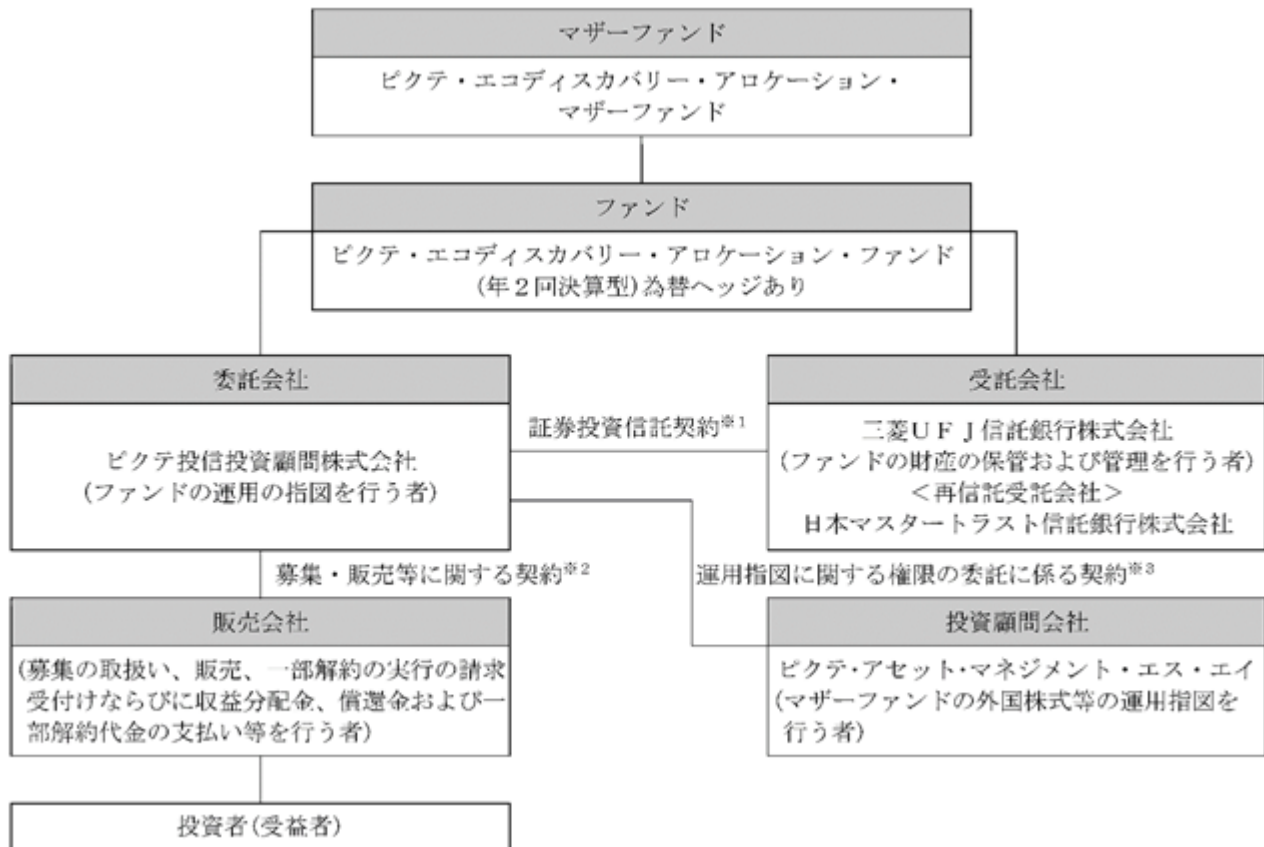 マザーファンド
ピクテ・エコディスカバリー・アロケーション・
マザーファンド
ファンド
ピクテ・エコディスカバリー・アロケーション・ファンド
(年2回決算型)為替ヘッジあり
委託会社
ピクテ投信投資顧問株式会社
(ファンドの運用の指図を行う者)
証券投資信託契約※1
受託会社
三菱UFJ信託銀行株式会社
(ファンドの財産の保管および管理を行う者)
<再信託受託会社>
日本マスタートラスト信託銀行株式会社
募集・販売等に関する契約※2
運用指図に関する権限の委託に係る契約※3
販売会社
(募集の取扱い、販売、一部解約の実行の請求
受付けならびに収益分配金、償還金および一
部解約代金の支払い等を行う者)
投資顧問会社
ピクテ・アセット・マネジメント・エス・エイ
(マザーファンドの外国株式等の運用指図を
行う者)
投資者(受益者)